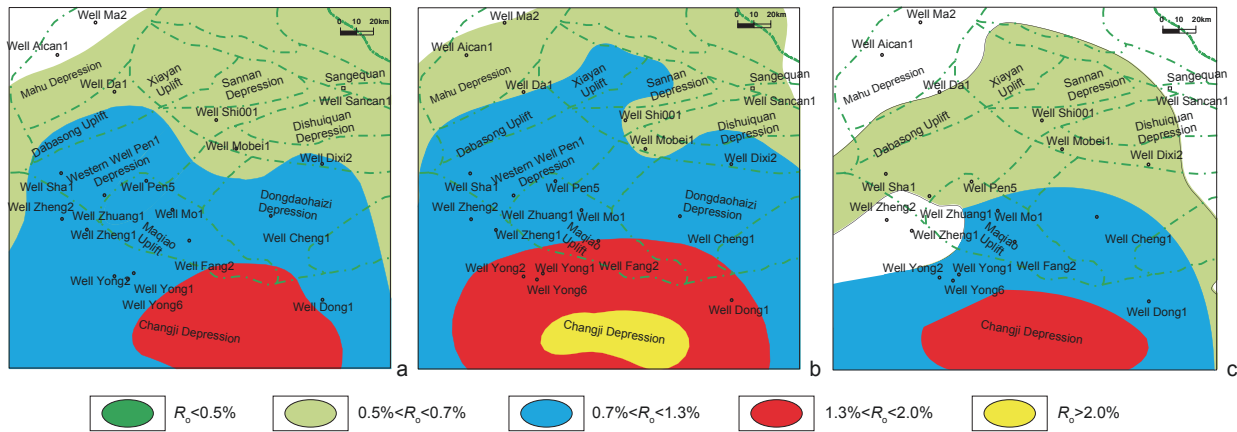 Well Ma2
0 10 20km
Well Aican1
Mahu Depression
Well Da1
Xiayan
Uplift
Sannan
Depression
Sangequan
Well Sancan1
Well Shi001
Dabasong Uplift
Dishuiquan
Depression
Well Mobei1
Well Dixi2
Western Well Pen1
Depression
Well Sha1
Well Pen5
Dongdaohaizi
Depression
Well Zheng2
Well Zhuang1
Well Mo1
Well Zheng1
Maqiao
Uplift
Well Cheng1
Well Fang2
Well Yong2
Well Yong1
Well Yong6
Well Dong1
Changji Depression
a
Well Ma2
0 10 20km
Well Aican1
Mahu Depression
Well Da1
Xiayan
Uplift
Sannan
Depression
Sangequan
Well Sancan1
Well Shi001
Dabasong Uplift
Dishuiquan
Depression
Well Mobei1
Well Dixi2
Western Well Pen1
Depression
Well Sha1
Well Pen5
Dongdaohaizi
Depression
Well Zheng2
Well Zhuang1
Well Mo1
Well Zheng1
Maqiao
Uplift
Well Cheng1
Well Fang2
Well Yong2
Well Yong1
Well Yong6
Well Dong1
Changji Depression
b
Well Ma2
0 10 20km
Well Aican1
Mahu Depression
Well Da1
Xiayan
Uplift
Sannan
Depression
Sangequan
Well Sancan1
Well Shi001
Dabasong Uplift
Dishuiquan
Depression
Well Mobei1
Well Dixi2
Well Sha1
Well Pen5
Well Zheng2
Well Zhuang1
Well Mo1
Well Zheng1
Maqiao
Uplift
Well Cheng1
Well Fang2
Well Yong2
Well Yong1
Well Yong6
Well Dong1
Changji Depression
c
Ro<0.5%
0.5%<Ro<0.7%
0.7%<Ro<1.3%
1.3%<Ro<2.0%
Ro>2.0%